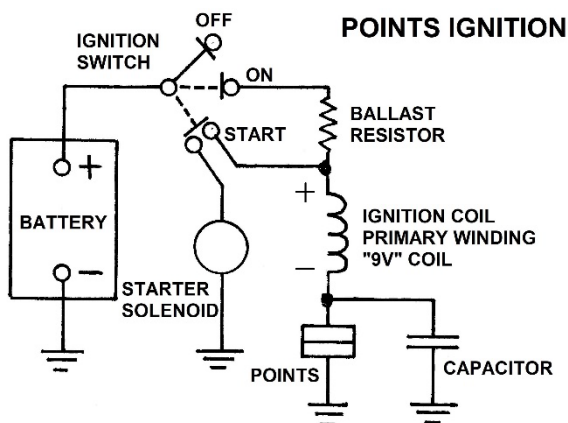 POINTS IGNITION
OFF
IGNITION
SWITCH
ON
START
BALLAST
RESISTOR
+
+
BATTERY
IGNITION COIL
PRIMARY WINDING
"9V" COIL
−
−
STARTER
SOLENOID
POINTS
CAPACITOR